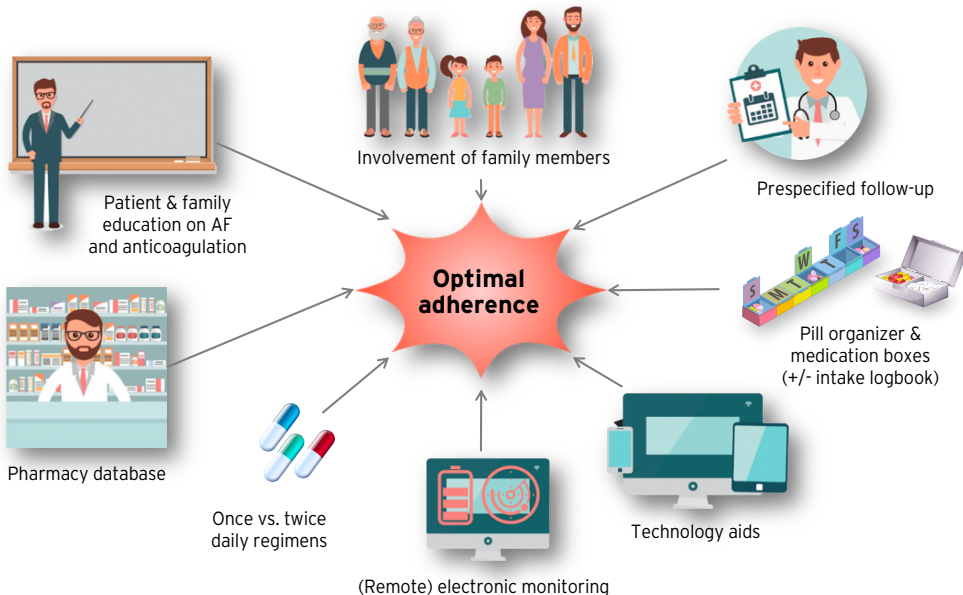 Involvement of family members
Prespecified follow-up
Patient & family
education on AF
and anticoagulation
Optimal
adherence
S M T W T F S
Pill organizer &
medication boxes
(+/- intake logbook)
Pharmacy database
Once vs. twice
daily regimens
Technology aids
(Remote) electronic monitoring